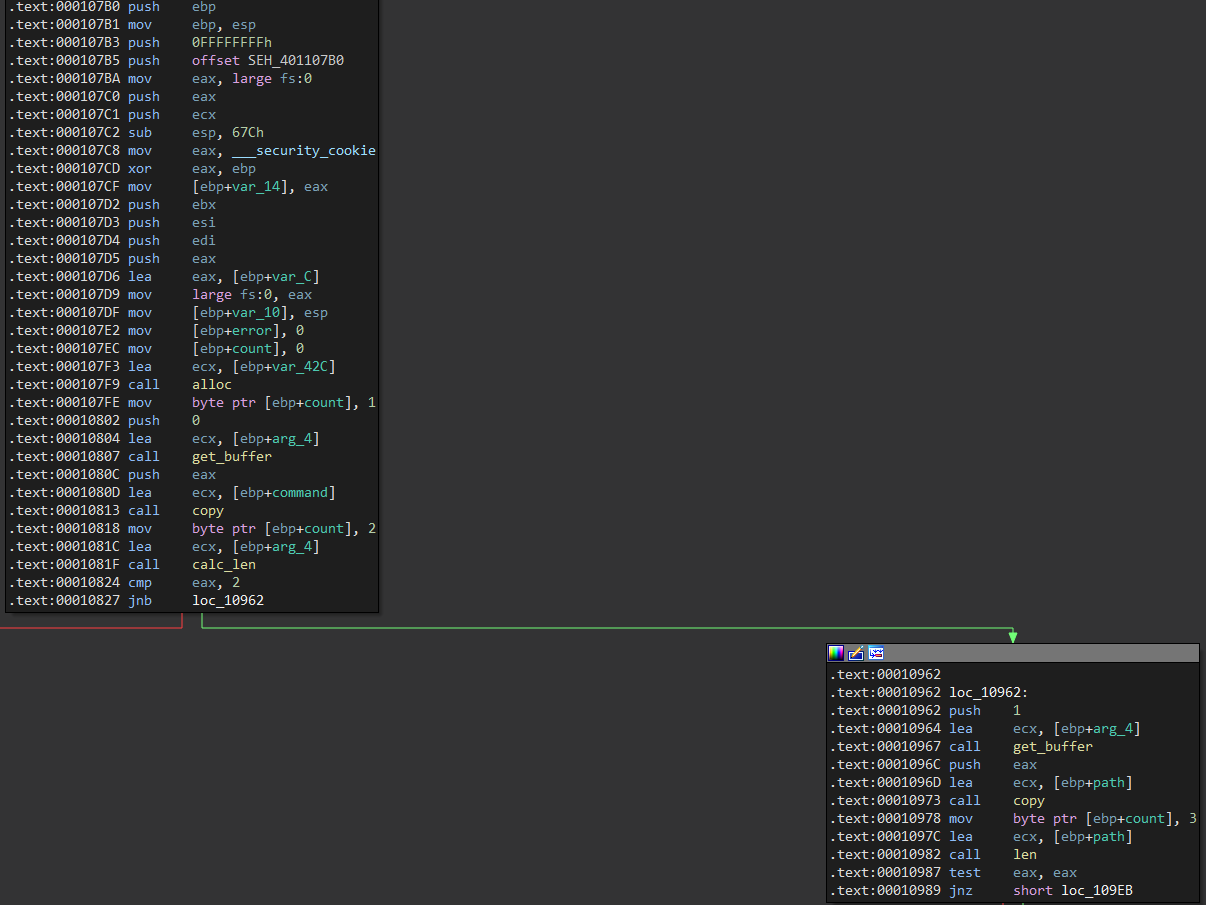 .text:000107B0 push ebp
.text:000107B1 mov ebp, esp
.text:000107B3 push 0FFFFFFFFh
.text:000107B5 push offset SEH_401107B0
.text:000107BA mov eax, large fs:0
.text:000107C0 push eax
.text:000107C1 push ecx
.text:000107C2 sub esp, 67Ch
.text:000107C8 mov eax, ___security_cookie
.text:000107CD xor eax, ebp
.text:000107CF mov [ebp+var_14], eax
.text:000107D2 push ebx
.text:000107D3 push esi
.text:000107D4 push edi
.text:000107D5 push eax
.text:000107D6 lea eax, [ebp+var_C]
.text:000107D9 mov large fs:0, eax
.text:000107DF mov [ebp+var_10], esp
.text:000107E2 mov [ebp+error], 0
.text:000107EC mov [ebp+count], 0
.text:000107F3 lea ecx, [ebp+var_42C]
.text:000107F9 call alloc
.text:000107FE mov byte ptr [ebp+count], 1
.text:00010802 push 0
.text:00010804 lea ecx, [ebp+arg_4]
.text:00010807 call get_buffer
.text:0001080C push eax
.text:0001080D lea ecx, [ebp+command]
.text:00010813 call copy
.text:00010818 mov byte ptr [ebp+count], 2
.text:0001081C lea ecx, [ebp+arg_4]
.text:0001081F call calc_len
.text:00010824 cmp eax, 2
.text:00010827 jnb loc_10962
.text:00010962
.text:00010962 loc_10962:
.text:00010962 push 1
.text:00010964 lea ecx, [ebp+arg_4]
.text:00010967 call get_buffer
.text:0001096C push eax
.text:0001096D lea ecx, [ebp+path]
.text:00010973 call copy
.text:00010978 mov byte ptr [ebp+count], 3
.text:0001097C lea ecx, [ebp+path]
.text:00010982 call len
.text:00010987 test eax, eax
.text:00010989 jnz short loc_109EB